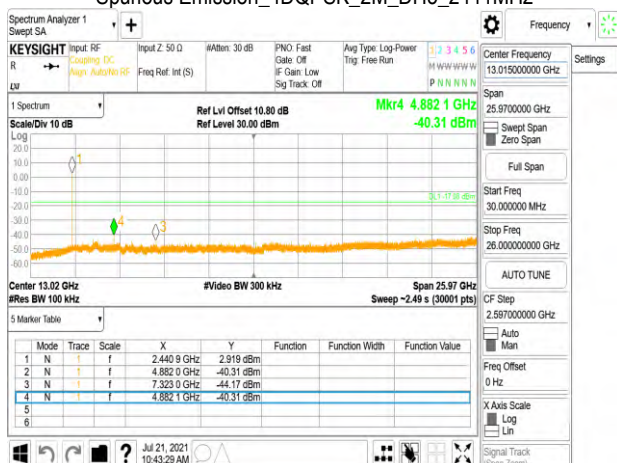 Spectrum Analyzer 1
Swept SA
+
Frequency
KEYSIGHT
R
Input: RF
Coupling: DC
Align: Auto/No RF
Input Z: 50 Ω
Freq Ref: Int (S)
#Atten: 30 dB
PNO: Fast
Gate: Off
IF Gain: Low
Sig Track: Off
Avg Type: Log-Power
Trig: Free Run
1 2 3 4 5 6
M W W W W W
P N N N N N
Center Frequency
13.015000000 GHz
Settings
Span
25.9700000 GHz
Swept Span
Zero Span
Full Span
Start Freq
30.000000 MHz
Stop Freq
26.000000000 GHz
AUTO TUNE
CF Step
2.597000000 GHz
Auto
Man
Freq Offset
0 Hz
X Axis Scale
Log
Lin
Signal Track
1 Spectrum
Scale/Div 10 dB
Ref Lvl Offset 10.80 dB
Ref Level 30.00 dBm
Mkr4 4.882 1 GHz
-40.31 dBm
Log
20.0
10.0
0.00
-10.0
-20.0
-30.0
-40.0
-50.0
-60.0
1
4
3
Center 13.02 GHz
#Video BW 300 kHz
Span 25.97 GHz
#Res BW 100 kHz
Sweep ~2.49 s (30001 pts)
5 Marker Table
Mode Trace Scale X Y Function Function Width Function Value
1 N 1 f 2.440 9 GHz 2.919 dBm
2 N 1 f 4.882 0 GHz -40.31 dBm
3 N 1 f 7.323 0 GHz -44.17 dBm
4 N 1 f 4.882 1 GHz -40.31 dBm
5
6
?
Jul 21, 2021
10:43:29 AM